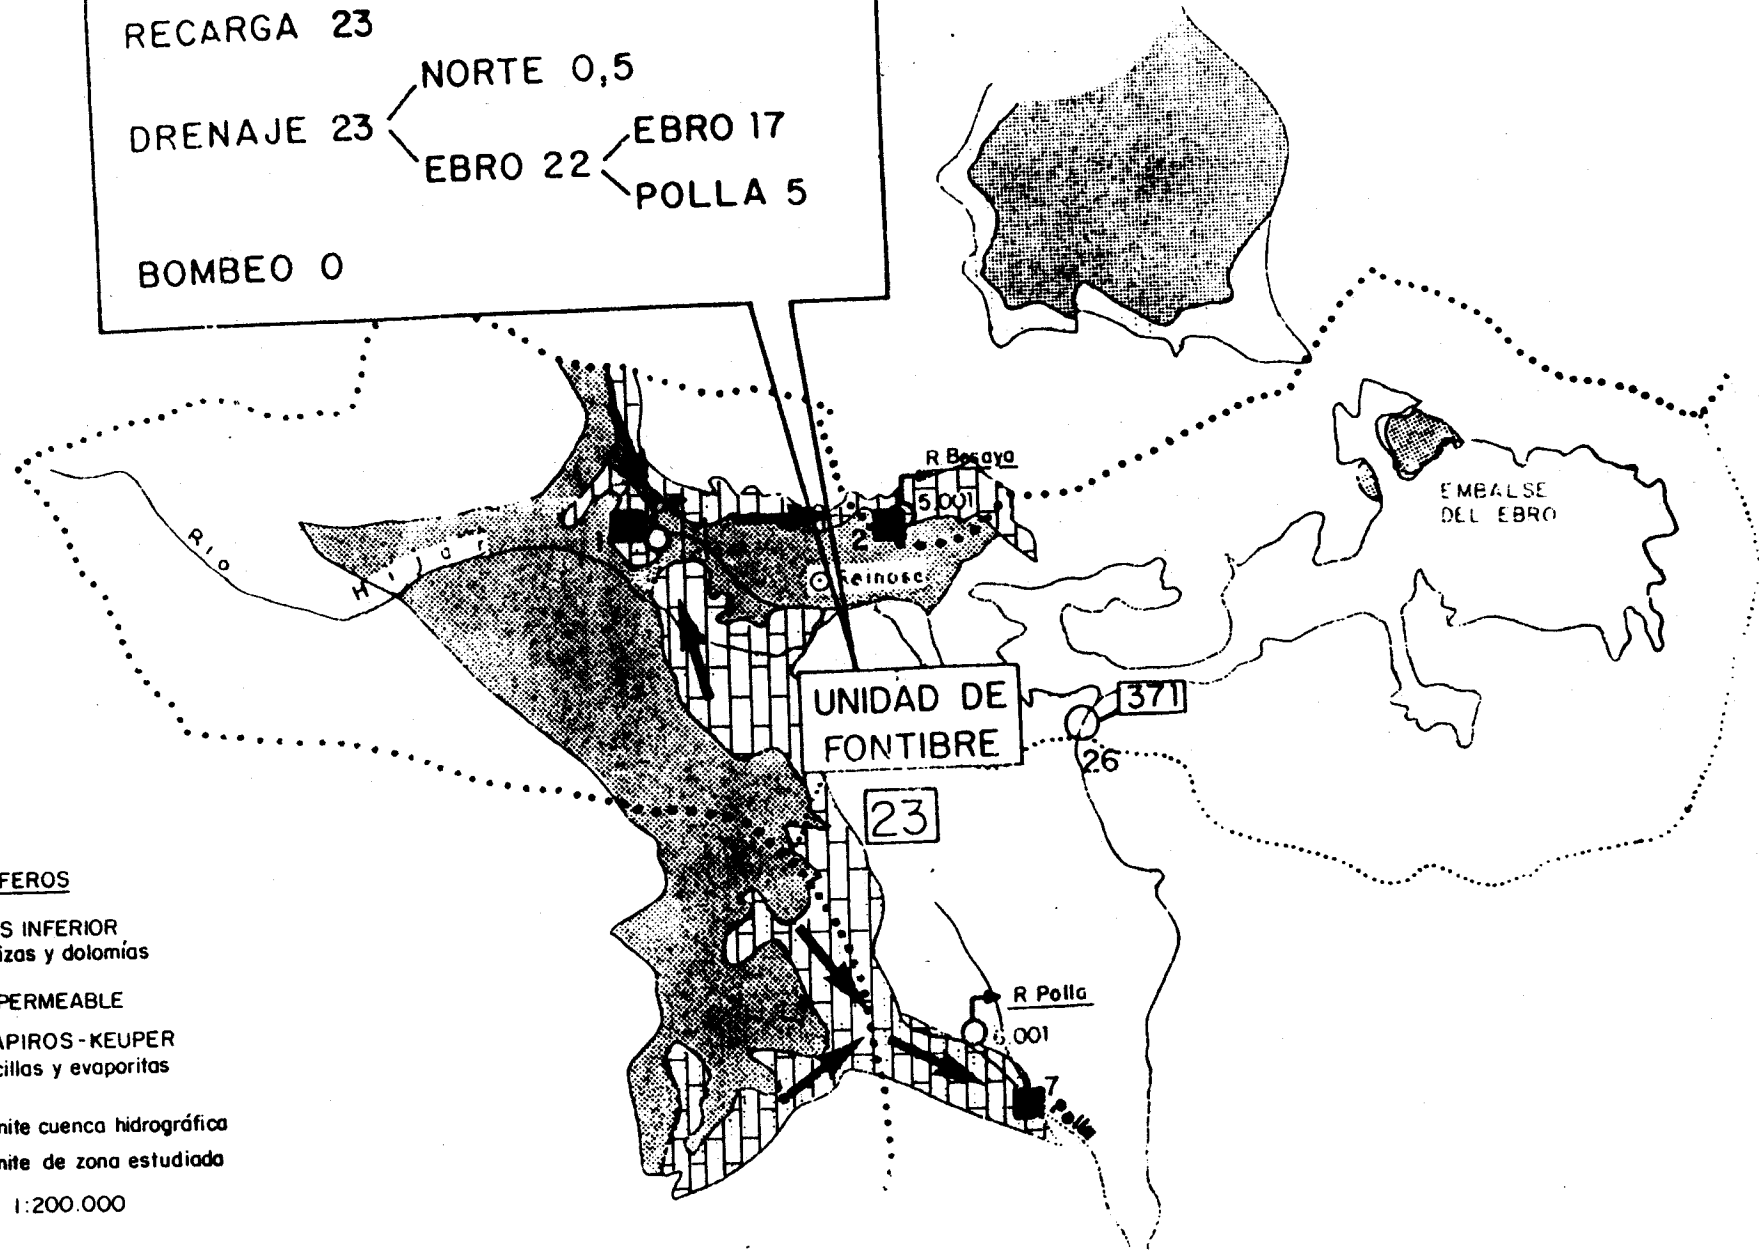 RECARGA 23
NORTE 0,5
DRENAJE 23
EBRO 17
EBRO 22
POLLA 5
BOMBEO 0
R Besaya
5.001
EMBALSE
DEL EBRO
Rio
Hijar
1
2
Reinosa
UNIDAD DE
FONTIBRE
371
26
23
FEROS
S INFERIOR
izas y dolomías
PERMEABLE
APIROS-KEUPER
cillas y evaporitas
nite cuenca hidrográfica
nite de zona estudiada
1:200.000
R Polla
6.001
7
Polla